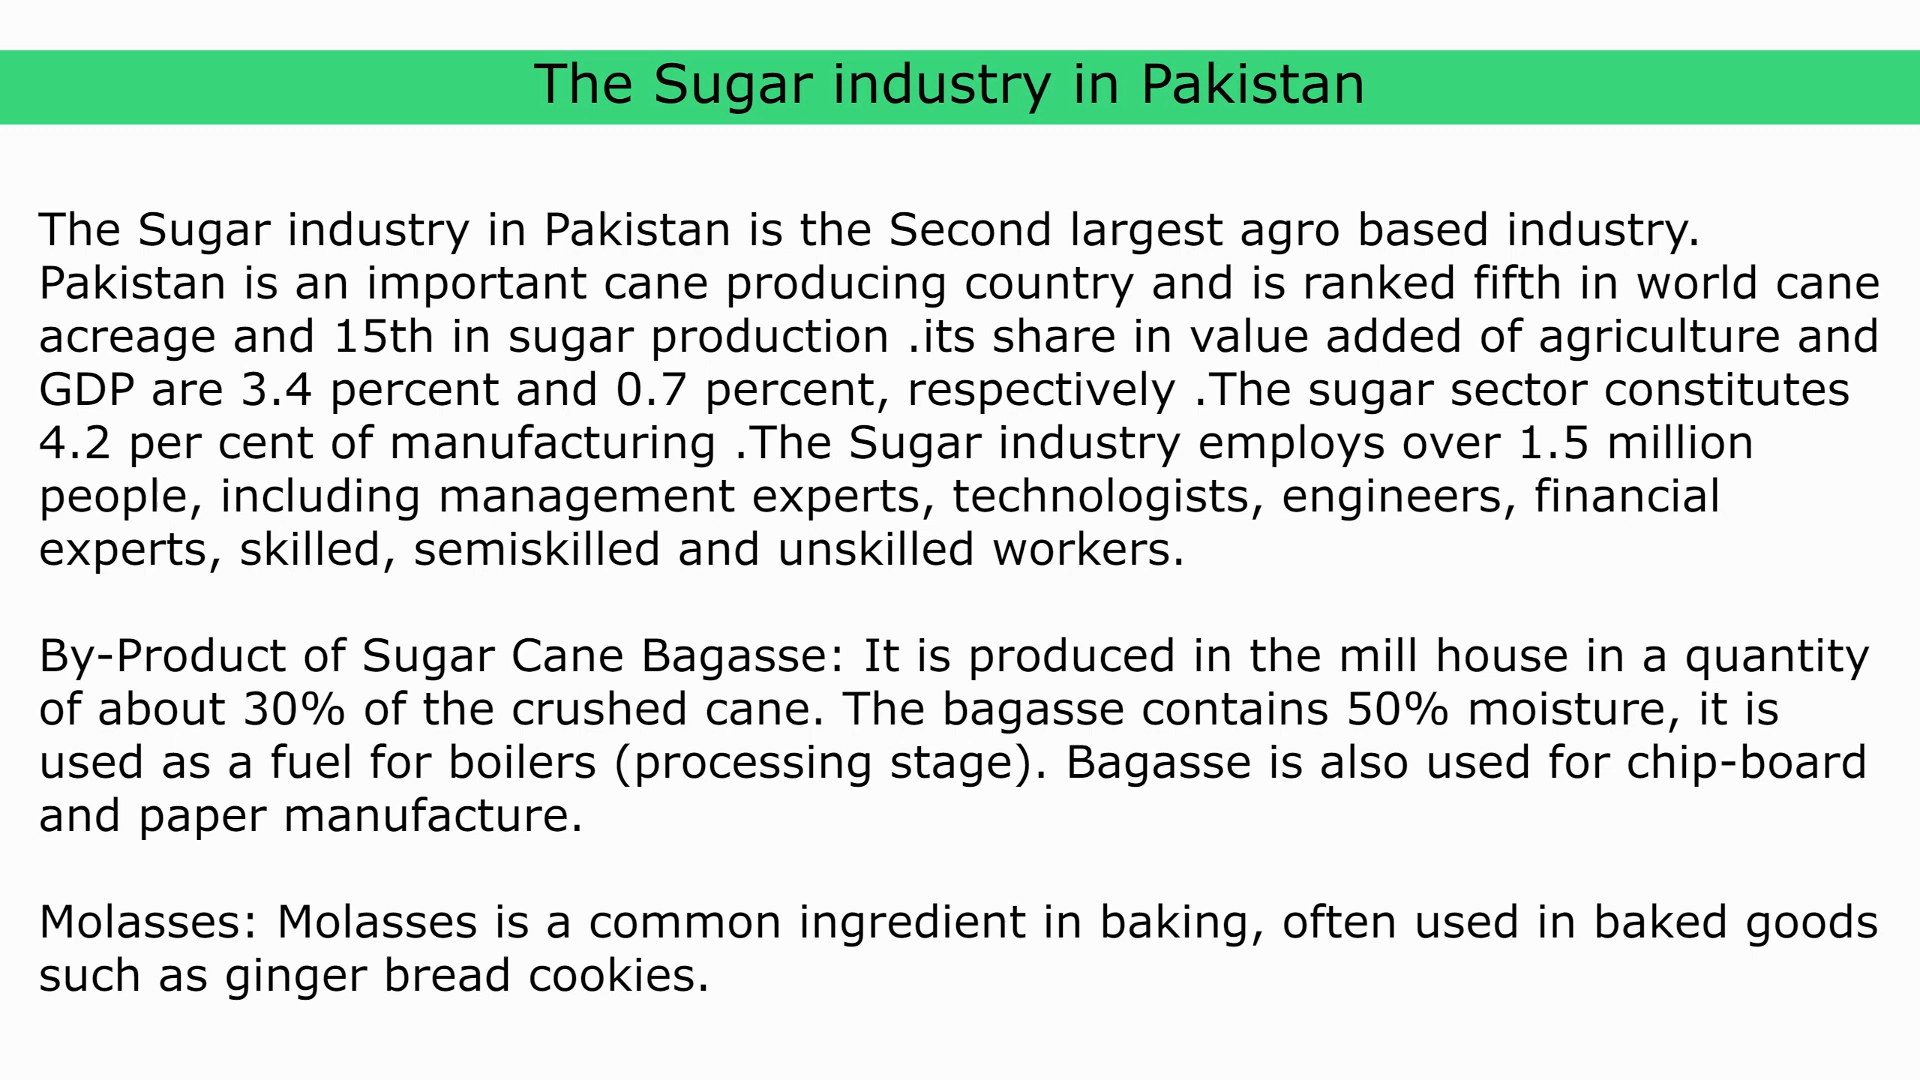 The Sugar industry in Pakistan
The Sugar industry in Pakistan is the Second largest agro based industry.
Pakistan is an important cane producing country and is ranked fifth in world cane
acreage and 15th in sugar production .its share in value added of agriculture and
GDP are 3.4 percent and 0.7 percent, respectively .The sugar sector constitutes
4.2 per cent of manufacturing .The Sugar industry employs over 1.5 million
people, including management experts, technologists, engineers, financial
experts, skilled, semiskilled and unskilled workers.
By-Product of Sugar Cane Bagasse: It is produced in the mill house in a quantity
of about 30% of the crushed cane. The bagasse contains 50% moisture, it is
used as a fuel for boilers (processing stage). Bagasse is also used for chip-board
and paper manufacture.
Molasses: Molasses is a common ingredient in baking, often used in baked goods
such as ginger bread cookies.